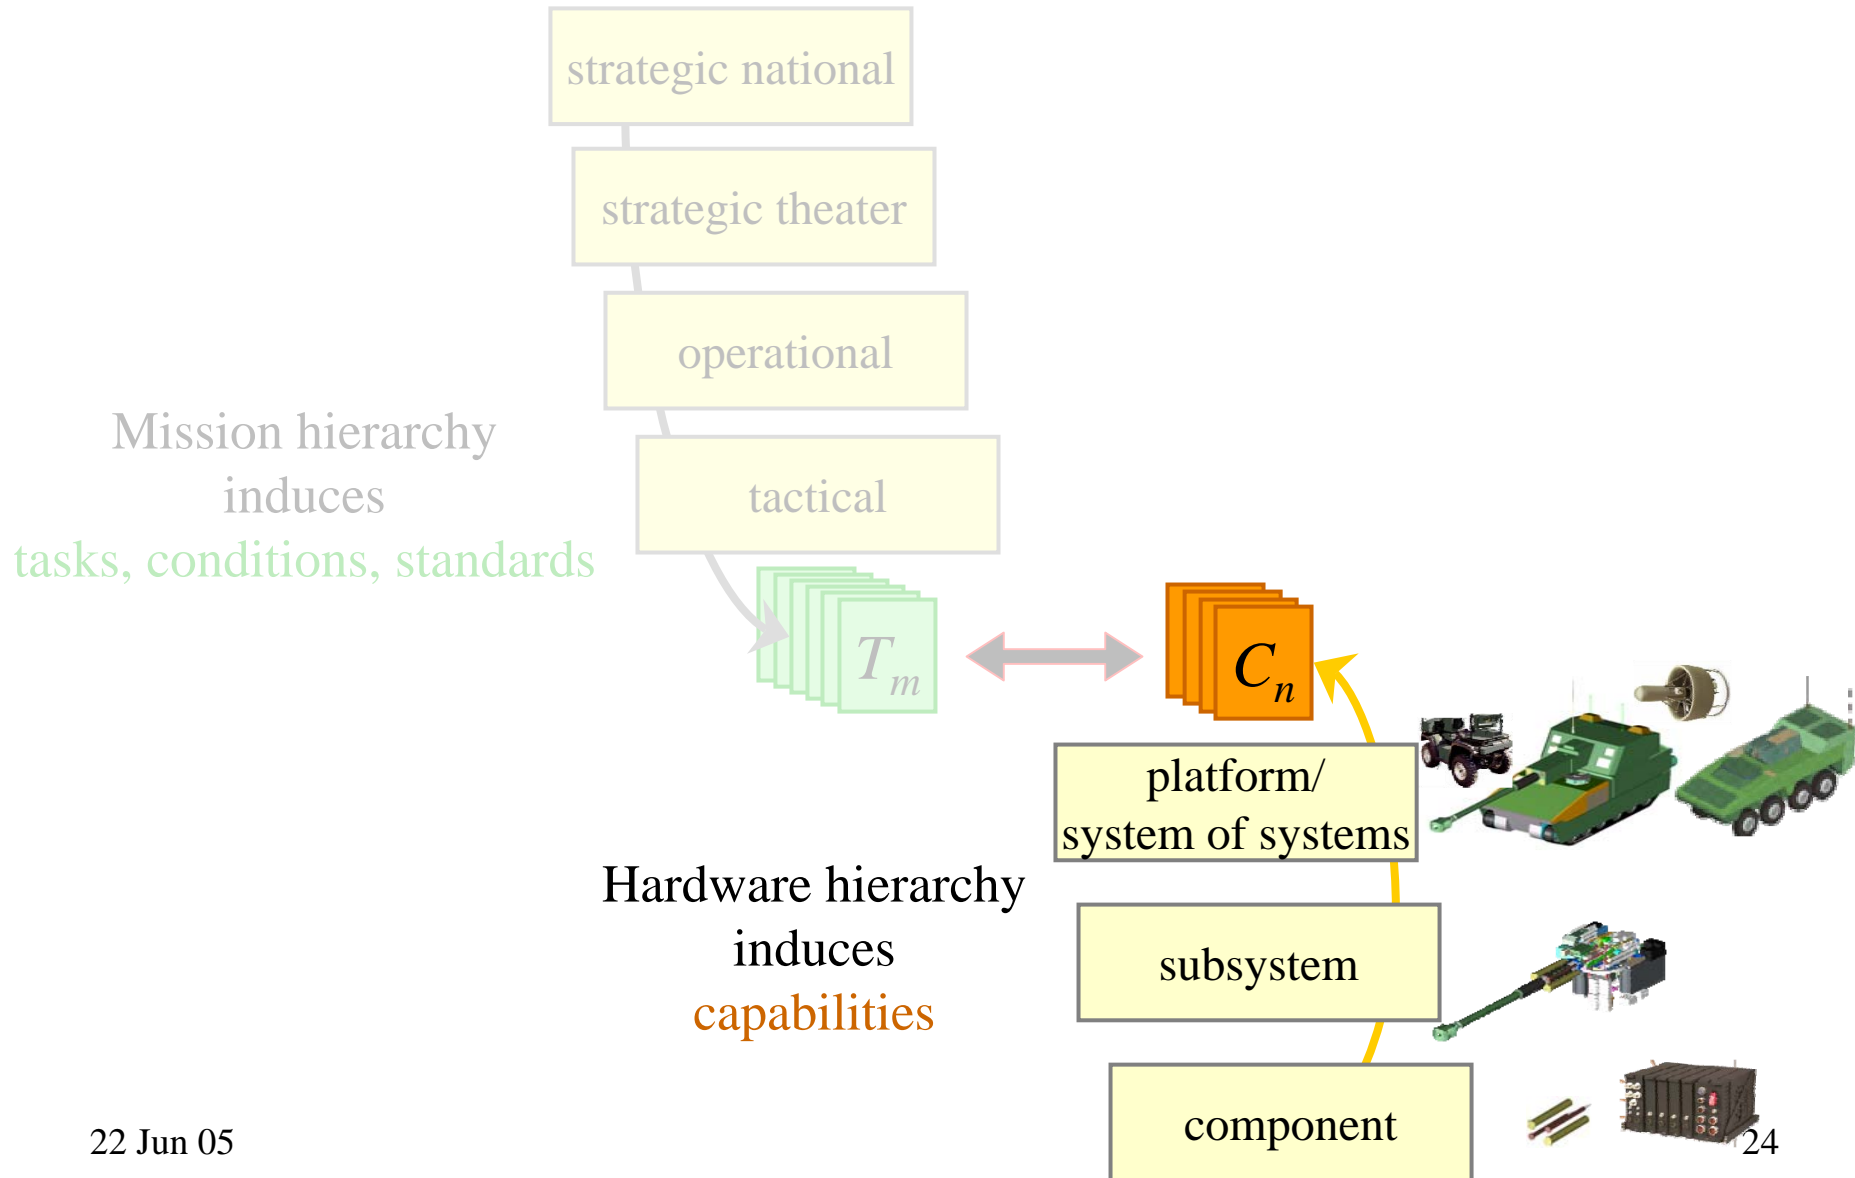 strategic national
strategic theater
operational
Mission hierarchy
induces
tasks, conditions, standards
tactical
Tm
Cn
platform/
system of systems
Hardware hierarchy
induces
capabilities
subsystem
component
22 Jun 05
24